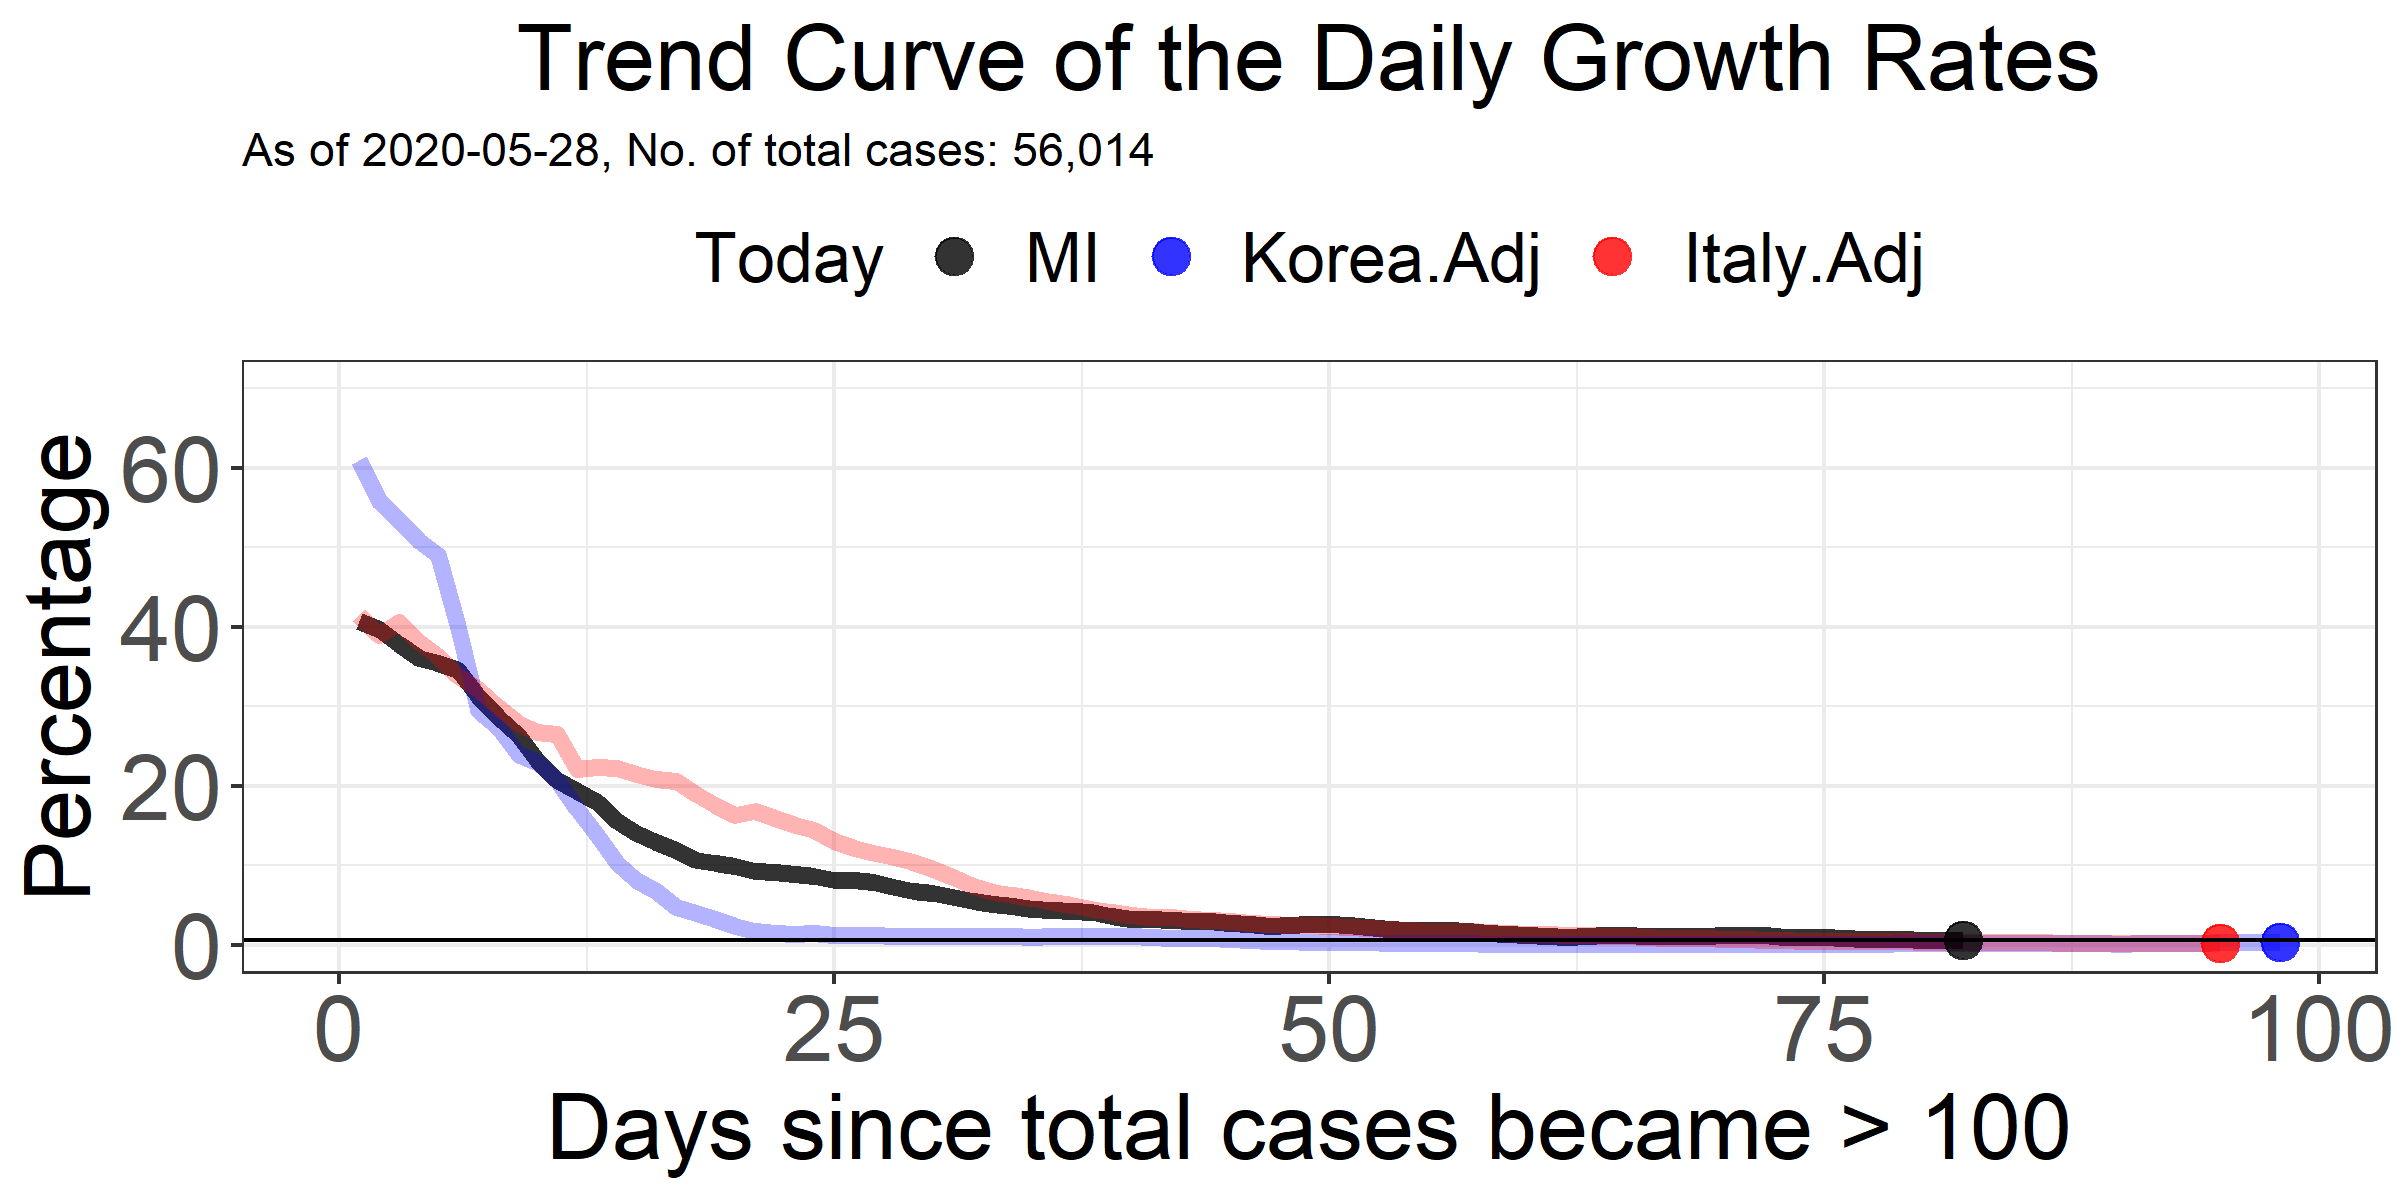 Trend Curve of the Daily Growth Rates
As of 2020-05-28, No. of total cases: 56,014
Today MI Korea.Adj Italy.Adj
Percentage
60
40
20
0
0 25 50 75 100
Days since total cases became > 100